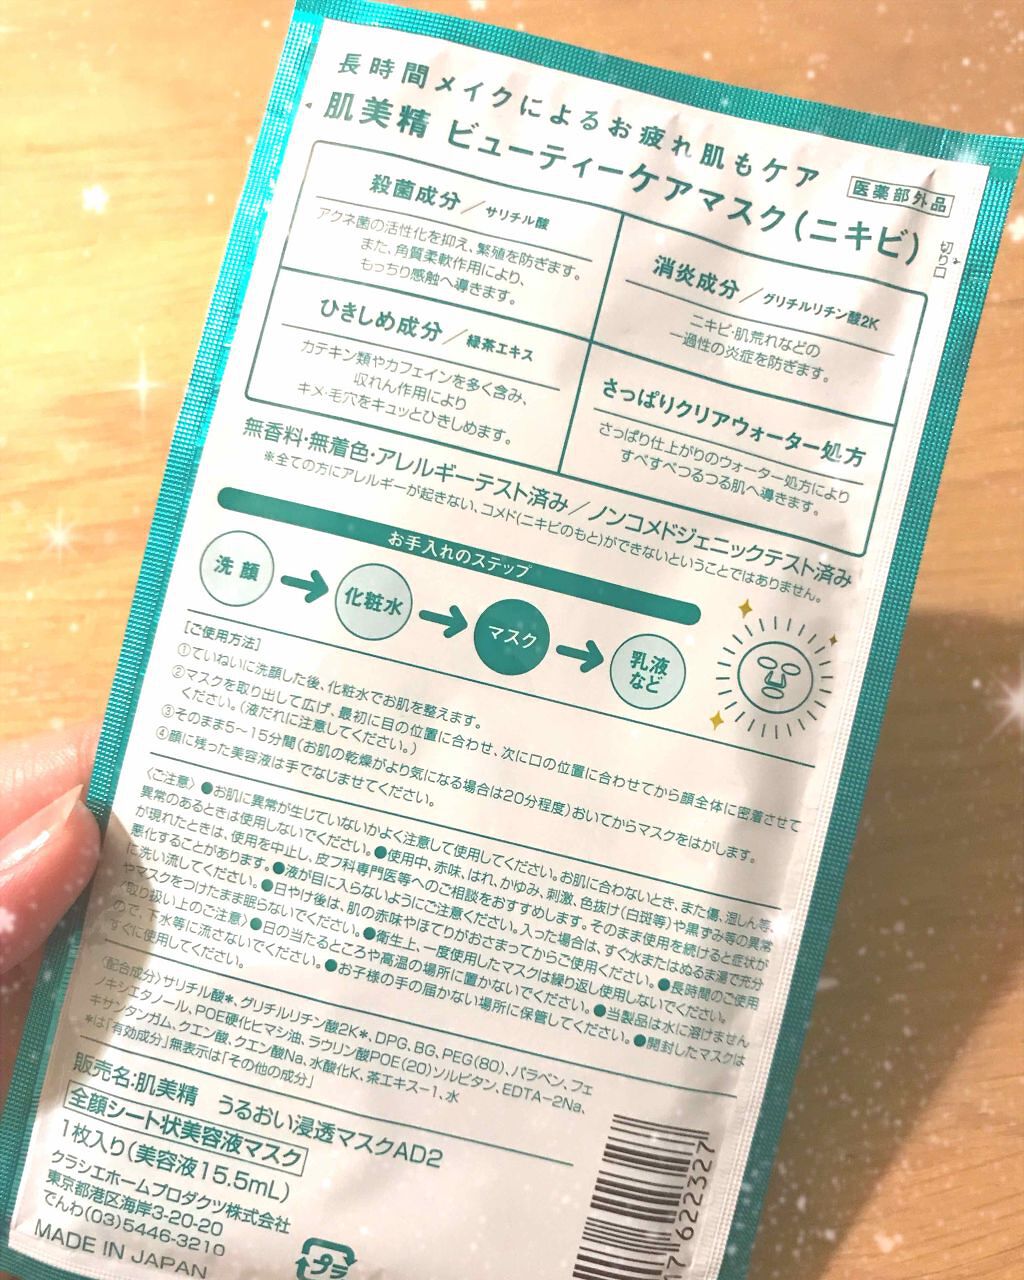 長時間メイクによるお疲れ肌もケア
肌美精 ビューティーケアマスク(ニキビ)
医薬部外品
切り口
殺菌成分／サリチル酸
アクネ菌の活性化を抑え、繁殖を防ぎます。
また、角質柔軟作用により、
もっちり感触へ導きます。
消炎成分／グリチルリチン酸2K
ニキビ・肌荒れなどの
一過性の炎症を防ぎます。
ひきしめ成分／緑茶エキス
カテキン類やカフェインを多く含み、
収れん作用により
キメ・毛穴をキュッとひきしめます。
さっぱりクリアウォーター処方
さっぱり仕上がりのウォーター処方により
すべすべつるつる肌へ導きます。
無香料・無着色・アレルギーテスト済み／ノンコメドジェニックテスト済み
※全ての方にアレルギーが起きない、コメド(ニキビのもと)ができないということではありません。
お手入れのステップ
洗顔
化粧水
マスク
乳液
など
[ご使用方法]
①ていねいに洗顔した後、化粧水でお肌を整えます。
②マスクを取り出して広げ、最初に目の位置に合わせ、次に口の位置に合わせてから顔全体に密着させて
ください。(液だれに注意してください。)
③そのまま5～15分間(お肌の乾燥がより気になる場合は20分程度)おいてからマスクをはがします。
④顔に残った美容液は手でなじませてください。
〈ご注意〉●お肌に異常が生じていないかよく注意して使用してください。お肌に合わないとき、また傷、湿しん等、
異常のあるときは使用しないでください。●使用中、赤味、はれ、かゆみ、刺激、色抜け(白斑等)や黒ずみ等の異常
が現れたときは、使用を中止し、皮フ科専門医等へのご相談をおすすめします。そのまま使用を続けると症状が
悪化することがあります。●液が目に入らないようにご注意ください。入った場合は、すぐ水またはぬるま湯で充分
に洗い流してください。●日やけ後は、肌の赤味やほてりがおさまってからご使用ください。●長時間のご使用
やマスクをつけたまま眠らないでください。●衛生上、一度使用したマスクは繰り返し使用しないでください。
〈取り扱い上のご注意〉●日の当たるところや高温の場所に置かないでください。●当製品は水に溶けません
ので、下水等に流さないでください。●お子様の手の届かない場所に保管してください。●開封したマスクは
すぐに使用してください。
〈配合成分〉サリチル酸*、グリチルリチン酸2K*、DPG、BG、PEG(80)、パラベン、フェ
ノキシエタノール、POE硬化ヒマシ油、ラウリン酸POE(20)ソルビタン、EDTA-2Na、
キサンタンガム、クエン酸、クエン酸Na、水酸化K、茶エキス-1、水
*は「有効成分」無表示は「その他の成分」
販売名:肌美精 うるおい浸透マスクAD2
全顔シート状美容液マスク
1枚入り(美容液15.5mL)
クラシエホームプロダクツ株式会社
東京都港区海岸3-20-20
でんわ(03)5446-3210
MADE IN JAPAN
プラ
17622327